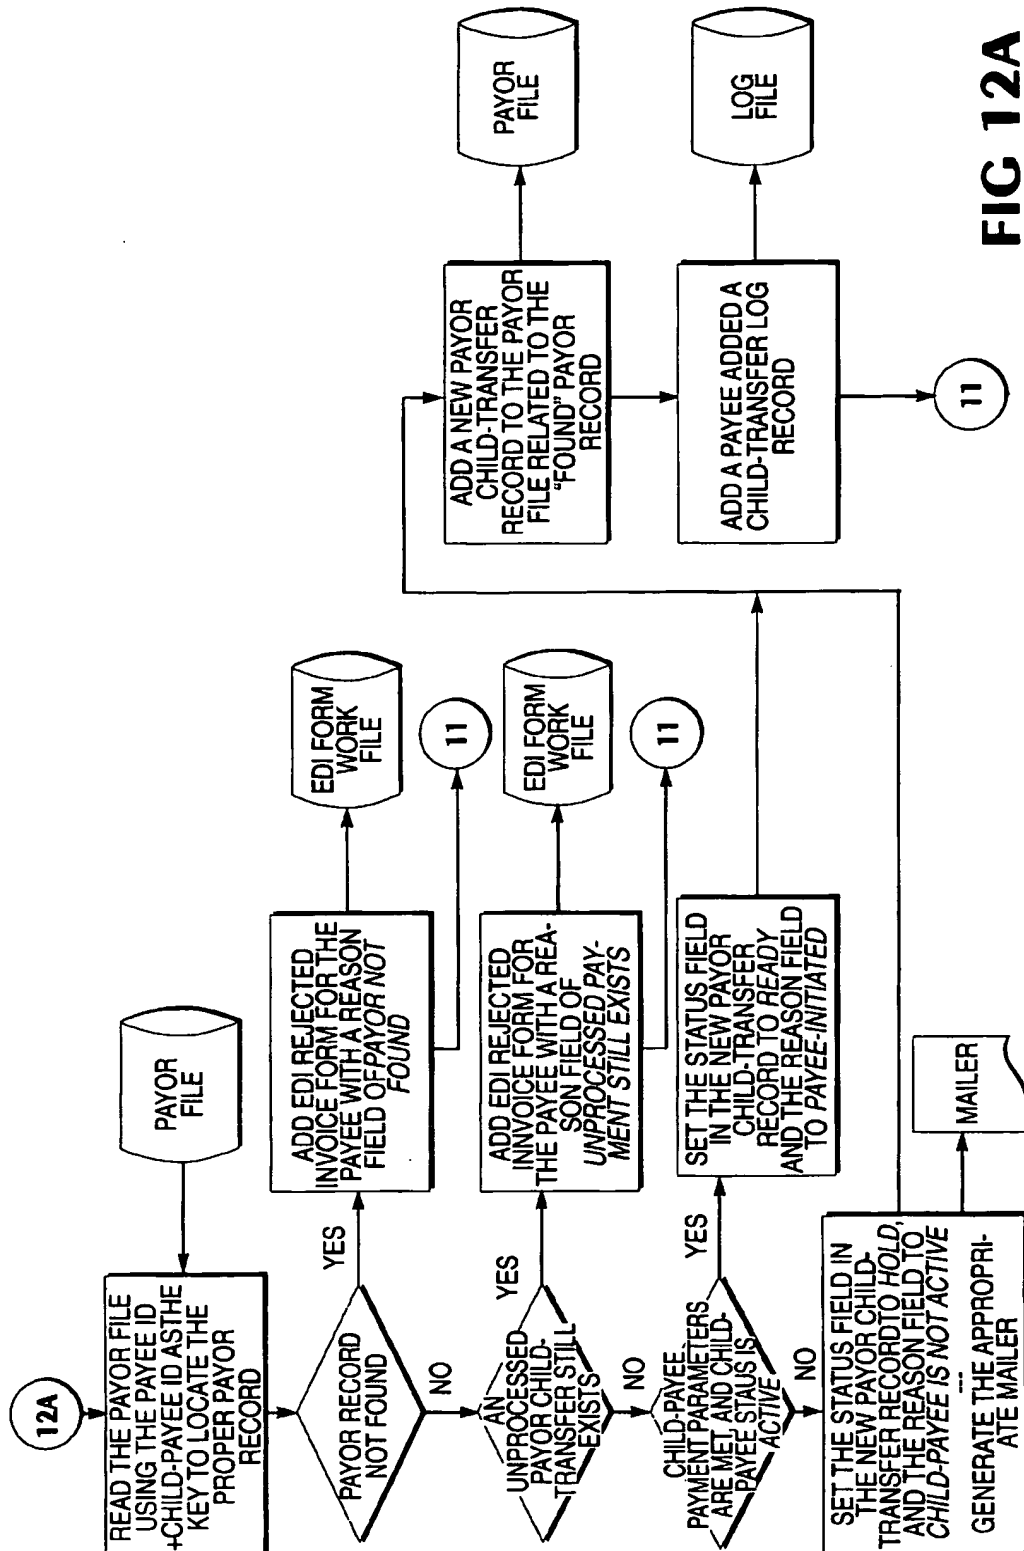 12A
READ THE PAYOR FILE
USING THE PAYEE ID
+CHILD-PAYEE ID ASTHE
KEY TO LOCATE THE
PROPER PAYOR
RECORD
PAYOR
FILE
PAYOR RECORD
NOT FOUND
YES
NO
ADD EDI REJECTED
INVOICE FORM FOR THE
PAYEE WITH A REASON
FIELD OFPAYOR NOT
FOUND
EDI FORM
WORK
FILE
11
AN
UNPROCESSED
PAYOR CHILD-
TRANSFER STILL
EXISTS
YES
NO
ADD EDI REJECTED
INVOICE FORM FOR
THE PAYEE WITH A REA-
SON FIELD OF
UNPROCESSED PAY-
MENT STILL EXISTS
EDI FORM
WORK
FILE
11
CHILD-PAYEE
PAYMENT PARAMETERS
ARE MET, AND CHILD-
PAYEE STAUS IS
ACTIVE
YES
NO
SET THE STATUS FIELD
IN THE NEW PAYOR
CHILD-TRANSFER
RECORD TO READY
AND THE REASON FIELD
TO PAYEE-INITIATED
SET THE STATUS FIELD IN
THE NEW PAYOR CHILD-
TRANSFER RECORDTO HOLD,
AND THE REASON FIELD TO
CHILD-PAYEE IS NOT ACTIVE
---
GENERATE THE APPROPRI-
ATE MAILER
MAILER
ADD A NEW PAYOR
CHILD-TRANSFER
RECORD TO THE PAYOR
FILE RELATED TO THE
"FOUND" PAYOR
RECORD
PAYOR
FILE
ADD A PAYEE ADDED A
CHILD-TRANSFER LOG
RECORD
LOG
FILE
11
FIG 12A